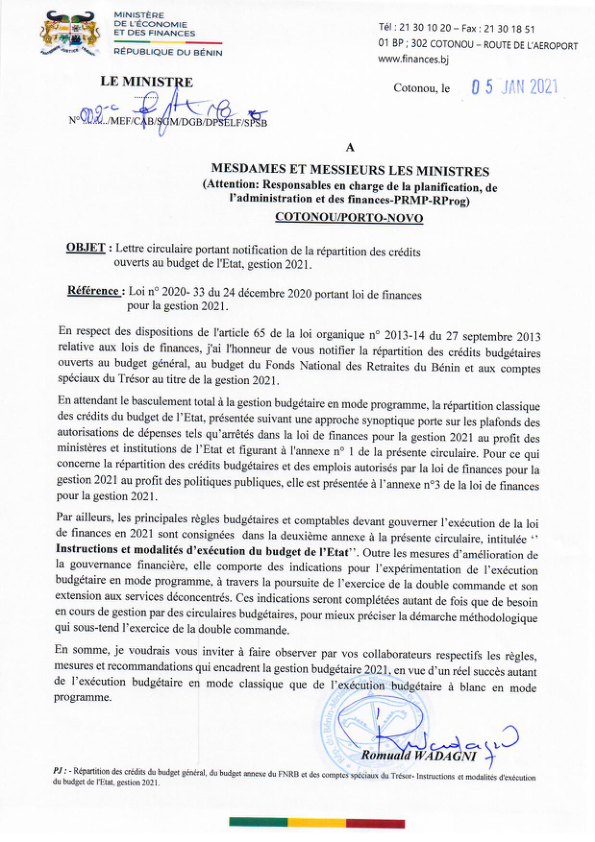 MINISTÈRE
DE L'ÉCONOMIE
ET DES FINANCES
RÉPUBLIQUE DU BÉNIN
Tél : 21 30 10 20 – Fax : 21 30 18 51
01 BP ; 302 COTONOU – ROUTE DE L'AEROPORT
www.finances.bj
LE MINISTRE
Cotonou, le 05 JAN 2021
N° 002-c /MEF/CAB/SGM/DGB/DPSELF/SPSB
A
MESDAMES ET MESSIEURS LES MINISTRES
(Attention: Responsables en charge de la planification, de
l'administration et des finances-PRMP-RProg)
COTONOU/PORTO-NOVO
OBJET : Lettre circulaire portant notification de la répartition des crédits
ouverts au budget de l'Etat, gestion 2021.
Référence : Loi n° 2020- 33 du 24 décembre 2020 portant loi de finances
pour la gestion 2021.
En respect des dispositions de l'article 65 de la loi organique n° 2013-14 du 27 septembre 2013
relative aux lois de finances, j'ai l'honneur de vous notifier la répartition des crédits budgétaires
ouverts au budget général, au budget du Fonds National des Retraites du Bénin et aux comptes
spéciaux du Trésor au titre de la gestion 2021.
En attendant le basculement total à la gestion budgétaire en mode programme, la répartition classique
des crédits du budget de l'Etat, présentée suivant une approche synoptique porte sur les plafonds des
autorisations de dépenses tels qu'arrêtés dans la loi de finances pour la gestion 2021 au profit des
ministères et institutions de l'Etat et figurant à l'annexe n° 1 de la présente circulaire. Pour ce qui
concerne la répartition des crédits budgétaires et des emplois autorisés par la loi de finances pour la
gestion 2021 au profit des politiques publiques, elle est présentée à l'annexe n°3 de la loi de finances
pour la gestion 2021.
Par ailleurs, les principales règles budgétaires et comptables devant gouverner l'exécution de la loi
de finances en 2021 sont consignées dans la deuxième annexe à la présente circulaire, intitulée ‘’
Instructions et modalités d'exécution du budget de l'Etat’’. Outre les mesures d'amélioration de
la gouvernance financière, elle comporte des indications pour l'expérimentation de l'exécution
budgétaire en mode programme, à travers la poursuite de l'exercice de la double commande et son
extension aux services déconcentrés. Ces indications seront complétées autant de fois que de besoin
en cours de gestion par des circulaires budgétaires, pour mieux préciser la démarche méthodologique
qui sous-tend l'exercice de la double commande.
En somme, je voudrais vous inviter à faire observer par vos collaborateurs respectifs les règles,
mesures et recommandations qui encadrent la gestion budgétaire 2021, en vue d'un réel succès autant
de l'exécution budgétaire en mode classique que de l'exécution budgétaire à blanc en mode
programme.
Romuald WADAGNI
PJ : - Répartition des crédits du budget général, du budget annexe du FNRB et des comptes spéciaux du Trésor- Instructions et modalités d'exécution
du budget de l'Etat, gestion 2021.